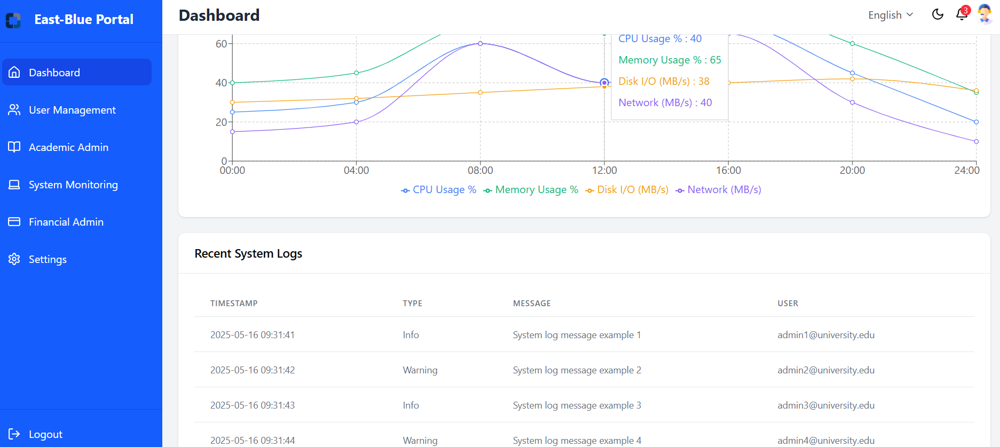 East-Blue Portal
Dashboard
User Management
Academic Admin
System Monitoring
Financial Admin
Settings
Logout
Dashboard
English
3
60
40
20
0
CPU Usage % : 40
Memory Usage % : 65
Disk I/O (MB/s) : 38
Network (MB/s) : 40
00:00 04:00 08:00 12:00 16:00 20:00 24:00
CPU Usage % Memory Usage % Disk I/O (MB/s) Network (MB/s)
Recent System Logs
TIMESTAMP TYPE MESSAGE USER
2025-05-16 09:31:41 Info System log message example 1 admin1@university.edu
2025-05-16 09:31:42 Warning System log message example 2 admin2@university.edu
2025-05-16 09:31:43 Info System log message example 3 admin3@university.edu
2025-05-16 09:31:44 Warning System log message example 4 admin4@university.edu